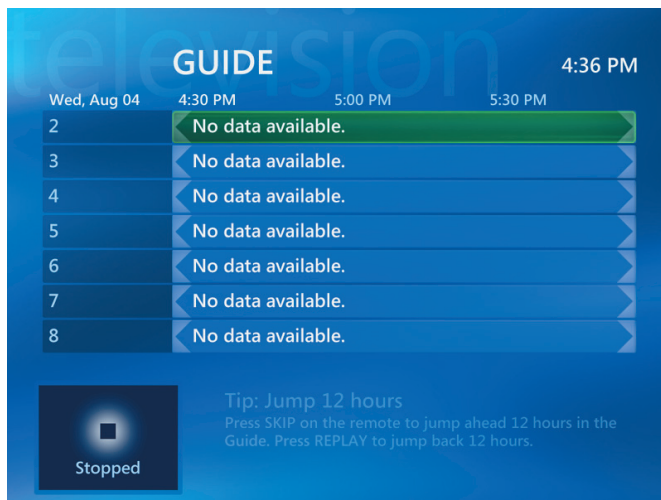 television
GUIDE 4:36 PM
Wed, Aug 04 4:30 PM 5:00 PM 5:30 PM
2 No data available.
3 No data available.
4 No data available.
5 No data available.
6 No data available.
7 No data available.
8 No data available.
Tip: Jump 12 hours
Press SKIP on the remote to jump ahead 12 hours in the
Guide. Press REPLAY to jump back 12 hours.
Stopped